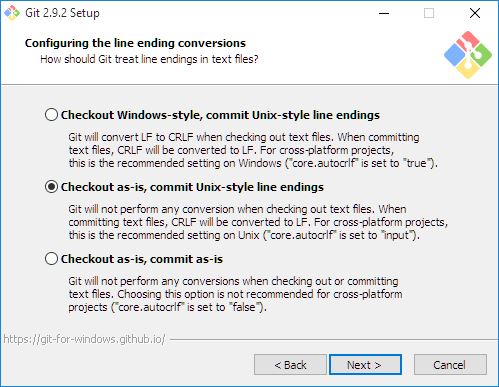 Git 2.9.2 Setup
Configuring the line ending conversions
How should Git treat line endings in text files?
Checkout Windows-style, commit Unix-style line endings
Git will convert LF to CRLF when checking out text files. When committing
text files, CRLF will be converted to LF. For cross-platform projects,
this is the recommended setting on Windows ("core.autocrlf" is set to "true").
Checkout as-is, commit Unix-style line endings
Git will not perform any conversion when checking out text files. When
committing text files, CRLF will be converted to LF. For cross-platform projects,
this is the recommended setting on Unix ("core.autocrlf" is set to "input").
Checkout as-is, commit as-is
Git will not perform any conversions when checking out or committing
text files. Choosing this option is not recommended for cross-platform
projects ("core.autocrlf" is set to "false").
https://git-for-windows.github.io/
< Back
Next >
Cancel